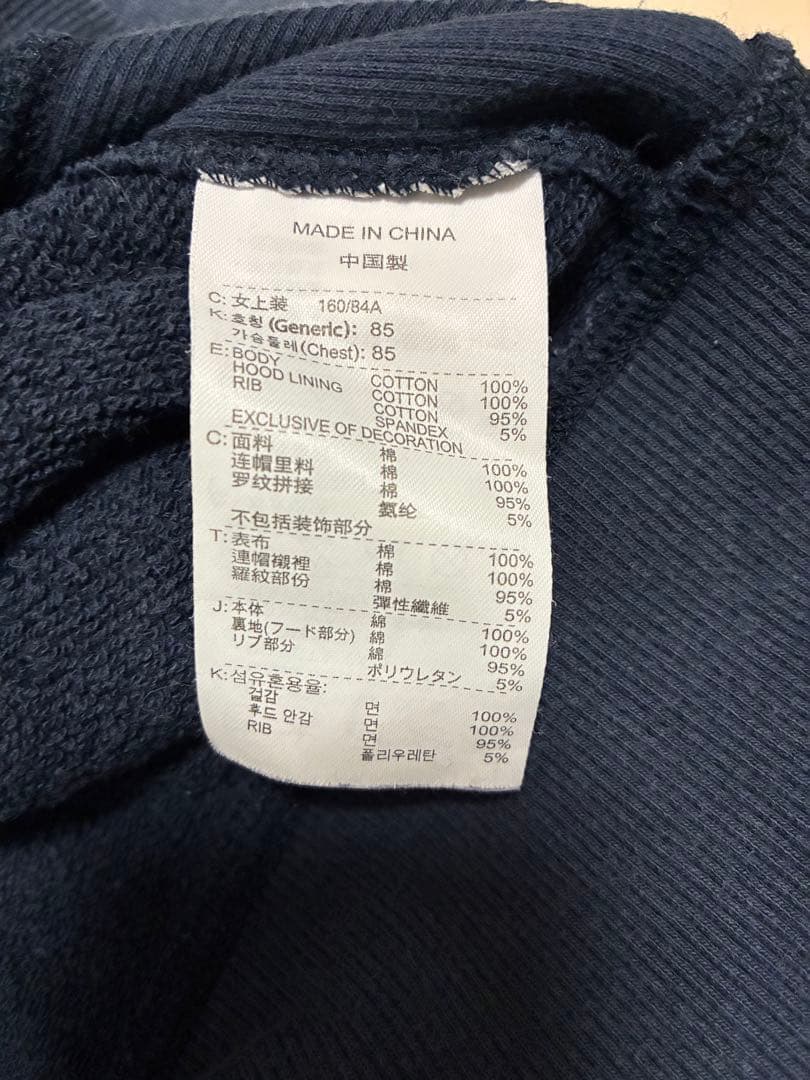 MADE IN CHINA
中国製
C: 女上装 160/84A
K: 호칭 (Generic): 85
가슴둘레 (Chest): 85
E: BODY COTTON 100%
HOOD LINING COTTON 100%
RIB COTTON 95%
SPANDEX 5%
EXCLUSIVE OF DECORATION
C: 面料 棉 100%
连帽里料 棉 100%
罗纹拼接 棉 95%
氨纶 5%
不包括装饰部分
T: 表布 棉 100%
連帽襯裡 棉 100%
羅紋部份 棉 95%
彈性纖維 5%
J: 本体 綿 100%
裏地(フード部分) 綿 100%
リブ部分 綿 95%
ポリウレタン 5%
K: 섬유혼용율:
겉감 면 100%
후드 안감 면 100%
RIB 면 95%
폴리우레탄 5%